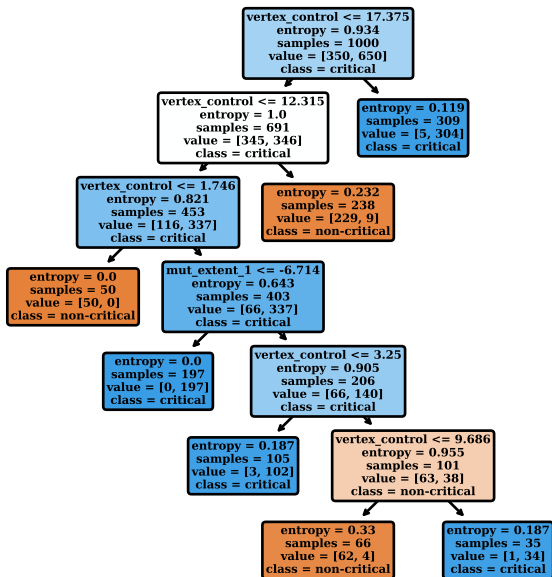 vertex_control <= 17.375
entropy = 0.934
samples = 1000
value = [350, 650]
class = critical
vertex_control <= 12.315
entropy = 1.0
samples = 691
value = [345, 346]
class = critical
entropy = 0.119
samples = 309
value = [5, 304]
class = critical
vertex_control <= 1.746
entropy = 0.821
samples = 453
value = [116, 337]
class = critical
entropy = 0.232
samples = 238
value = [229, 9]
class = non-critical
entropy = 0.0
samples = 50
value = [50, 0]
class = non-critical
mut_extent_1 <= -6.714
entropy = 0.643
samples = 403
value = [66, 337]
class = critical
entropy = 0.0
samples = 197
value = [0, 197]
class = critical
vertex_control <= 3.25
entropy = 0.905
samples = 206
value = [66, 140]
class = critical
entropy = 0.187
samples = 105
value = [3, 102]
class = critical
vertex_control <= 9.686
entropy = 0.955
samples = 101
value = [63, 38]
class = non-critical
entropy = 0.33
samples = 66
value = [62, 4]
class = non-critical
entropy = 0.187
samples = 35
value = [1, 34]
class = critical